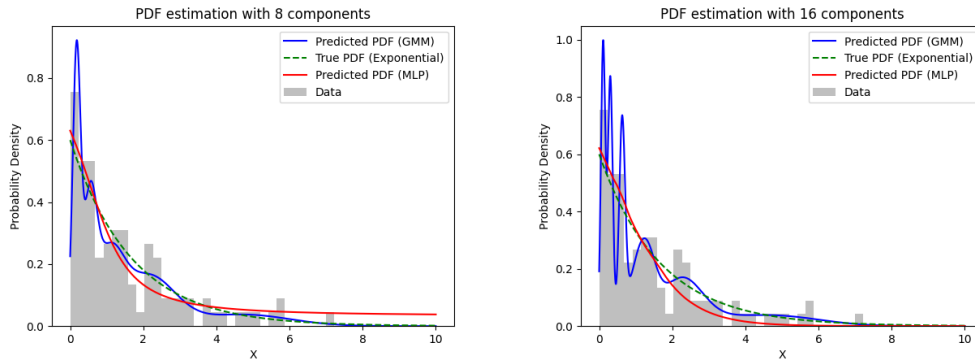 PDF estimation with 8 components
Probability Density
0.8
0.6
0.4
0.2
0.0
Predicted PDF (GMM)
True PDF (Exponential)
Predicted PDF (MLP)
Data
0 2 4 6 8 10
X
PDF estimation with 16 components
Probability Density
1.0
0.8
0.6
0.4
0.2
0.0
Predicted PDF (GMM)
True PDF (Exponential)
Predicted PDF (MLP)
Data
0 2 4 6 8 10
X